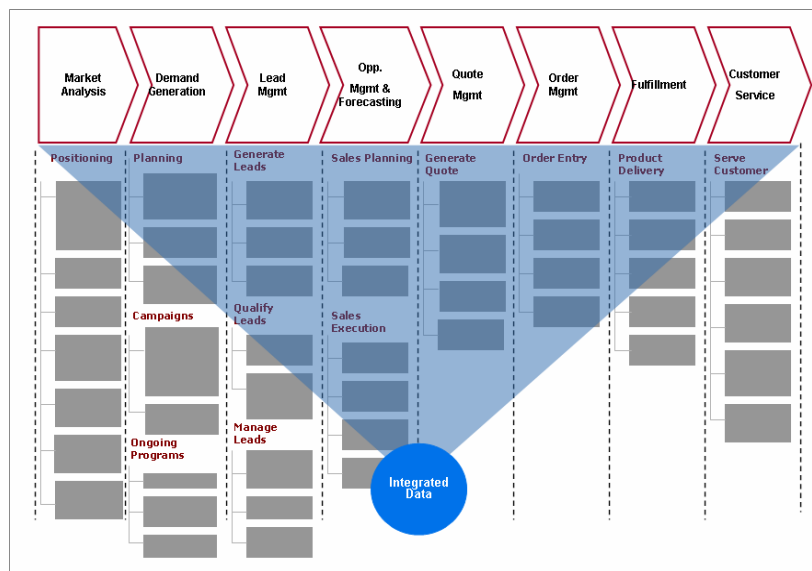 Market
Analysis
Demand
Generation
Lead
Mgmt
Opp.
Mgmt &
Forecasting
Quote
Mgmt
Order
Mgmt
Fulfillment
Customer
Service
Positioning
Planning
Generate
Leads
Sales Planning
Generate
Quote
Order Entry
Product
Delivery
Serve
Customer
Campaigns
Qualify
Leads
Sales
Execution
Ongoing
Programs
Manage
Leads
Integrated
Data